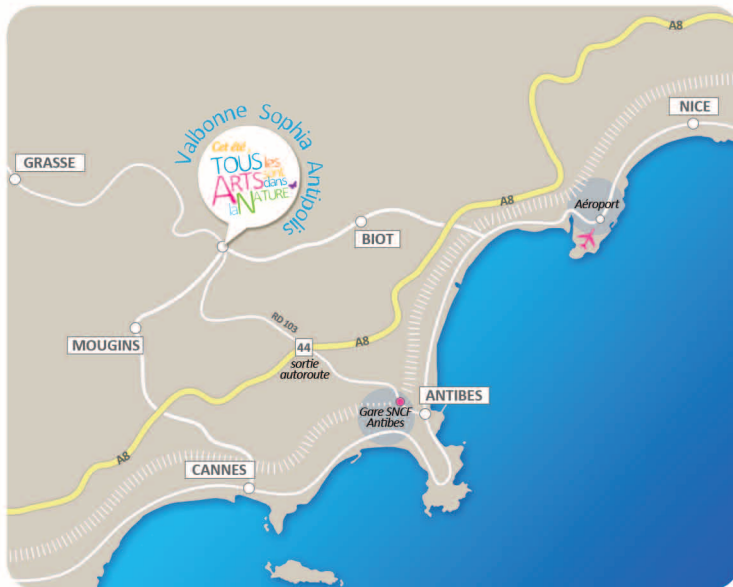 A8
NICE
Valbonne Sophia Antipolis
Cet été,
TOUS les
ARTS sont dans
la NATURE
GRASSE
Aéroport
A8
BIOT
RD 103
MOUGINS
44
A8
sortie
autoroute
ANTIBES
Gare SNCF
Antibes
A8
CANNES